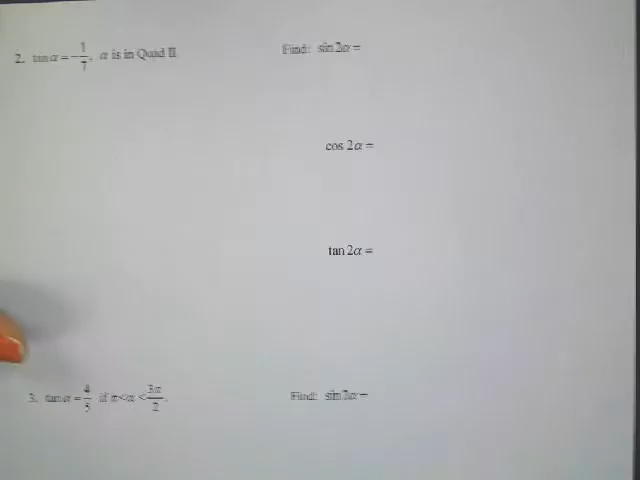 2. tan α = -1/7, α is in Quad II. Find: sin 2α =
cos 2α =
tan 2α =
3. tan α = 4/5 if π < α < 3π/2. Find: sin 2α =